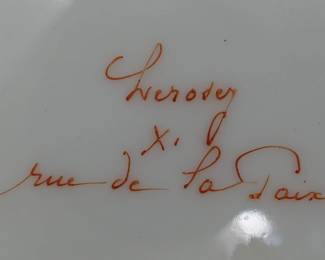 Lerosey
X.
rue de la Paix